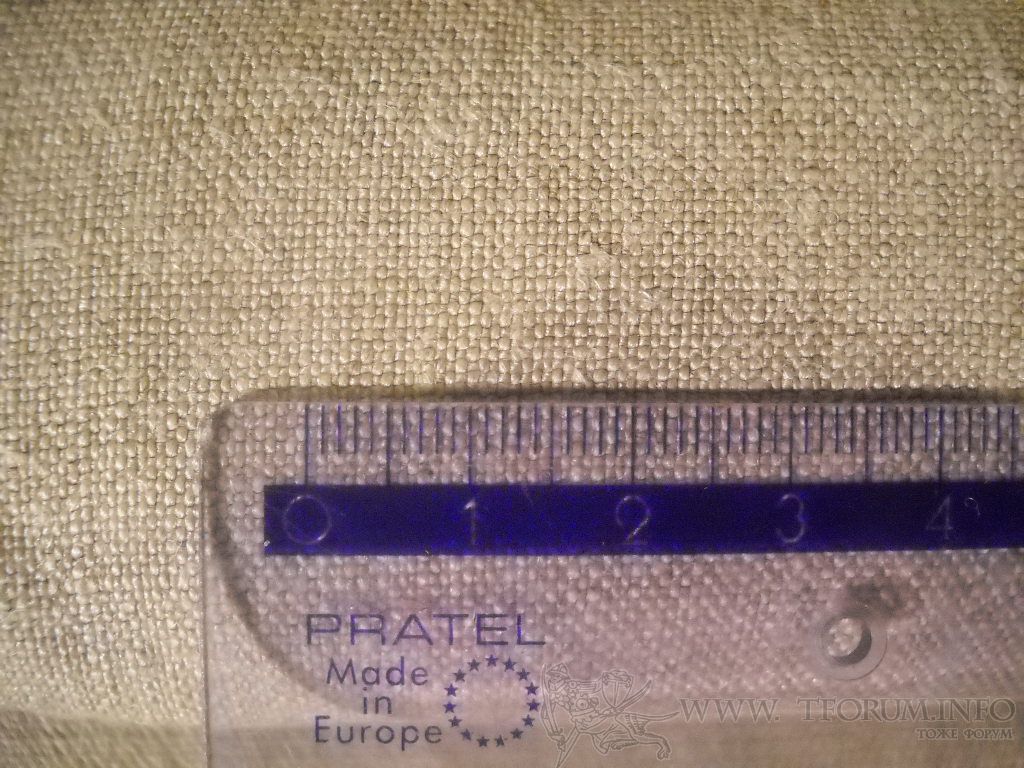 0 1 2 3 4
PRATEL
Made
in
Europe
WWW. TFORUM.INFO
ТОЖЕ ФОРУМ